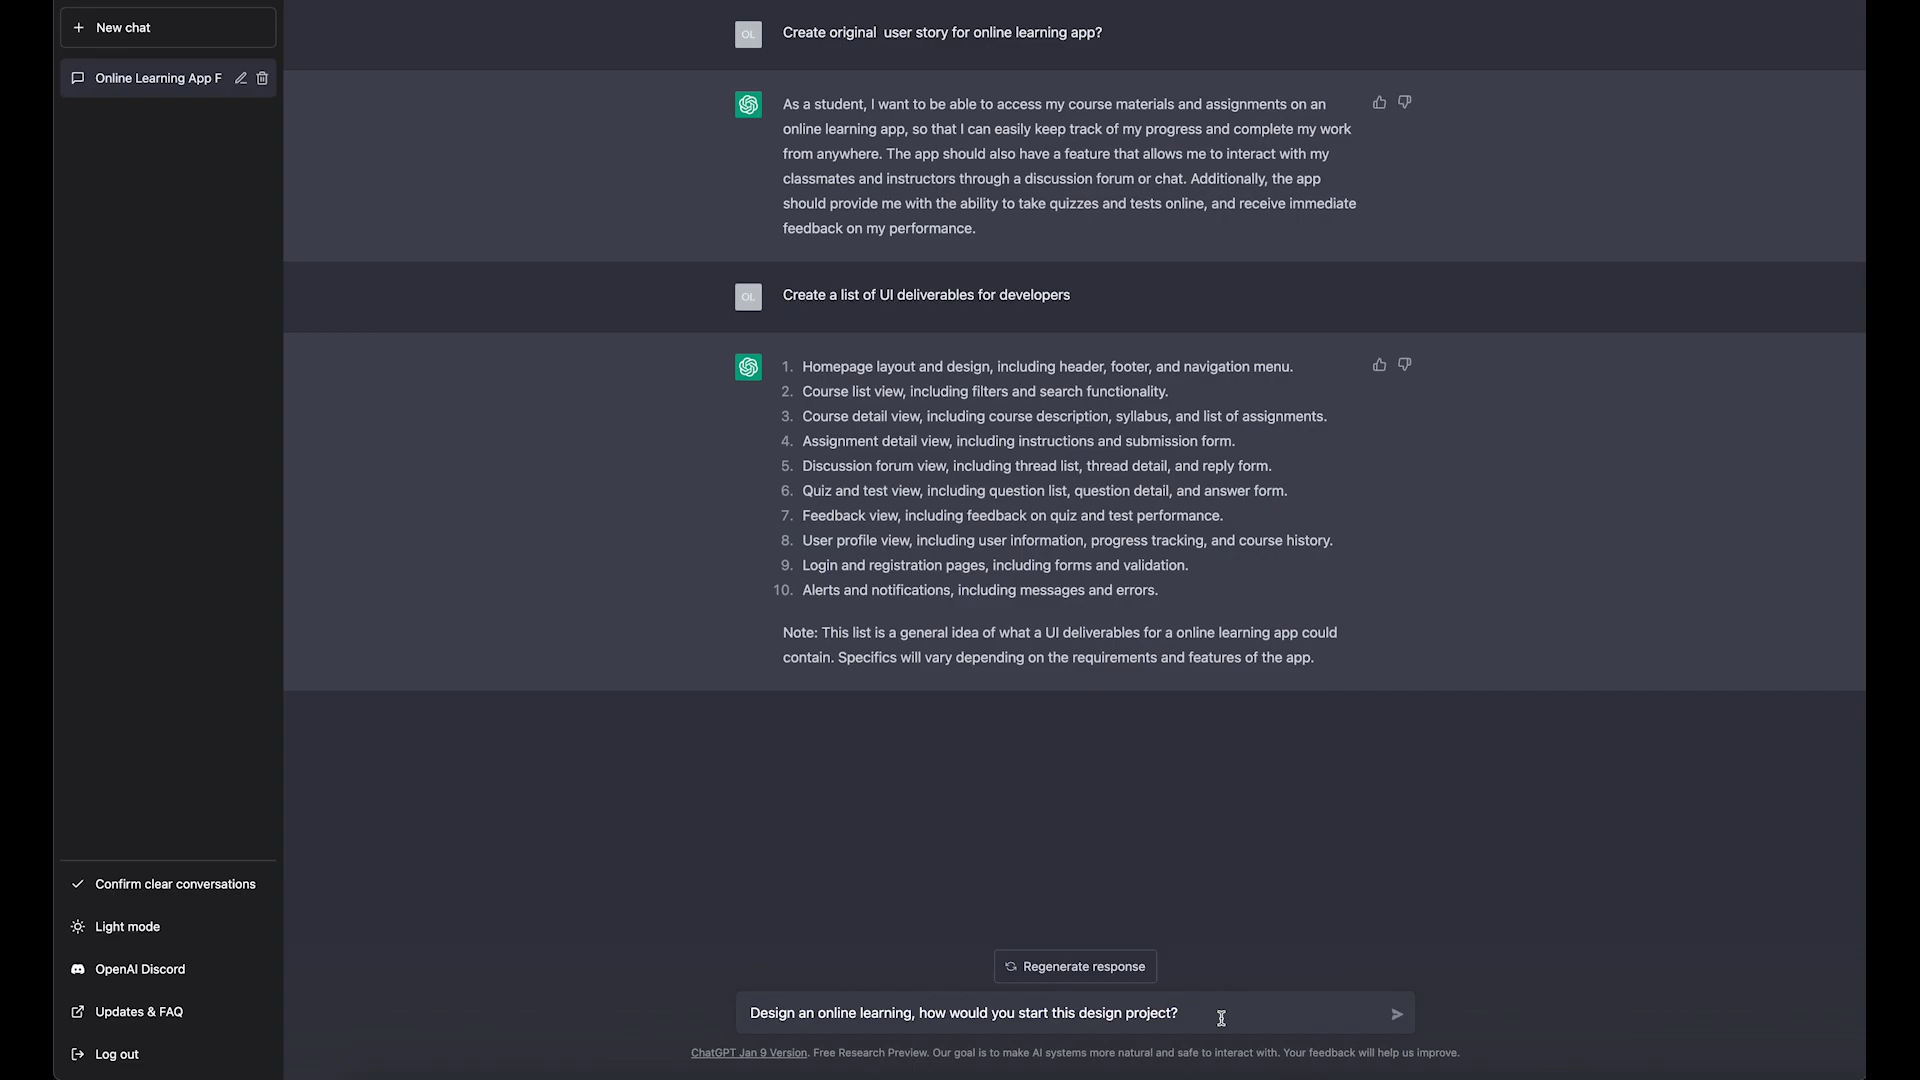 New chat
Online Learning App F
Confirm clear conversations
Light mode
OpenAI Discord
Updates & FAQ
Log out
OL
Create original  user story for online learning app?
As a student, I want to be able to access my course materials and assignments on an
online learning app, so that I can easily keep track of my progress and complete my work
from anywhere. The app should also have a feature that allows me to interact with my
classmates and instructors through a discussion forum or chat. Additionally, the app
should provide me with the ability to take quizzes and tests online, and receive immediate
feedback on my performance.
OL
Create a list of UI deliverables for developers
1. Homepage layout and design, including header, footer, and navigation menu.
2. Course list view, including filters and search functionality.
3. Course detail view, including course description, syllabus, and list of assignments.
4. Assignment detail view, including instructions and submission form.
5. Discussion forum view, including thread list, thread detail, and reply form.
6. Quiz and test view, including question list, question detail, and answer form.
7. Feedback view, including feedback on quiz and test performance.
8. User profile view, including user information, progress tracking, and course history.
9. Login and registration pages, including forms and validation.
10. Alerts and notifications, including messages and errors.
Note: This list is a general idea of what a UI deliverables for a online learning app could
contain. Specifics will vary depending on the requirements and features of the app.
Regenerate response
Design an online learning, how would you start this design project?
ChatGPT Jan 9 Version. Free Research Preview. Our goal is to make AI systems more natural and safe to interact with. Your feedback will help us improve.